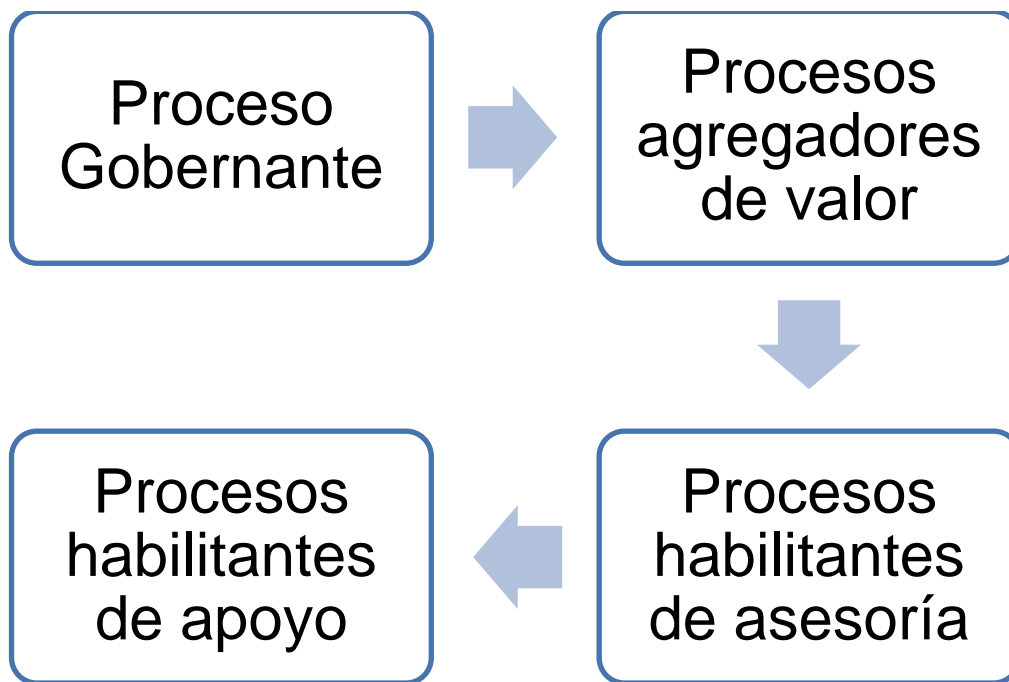 Proceso
Gobernante
Procesos
agregadores
de valor
Procesos
habilitantes
de asesoría
Procesos
habilitantes
de apoyo